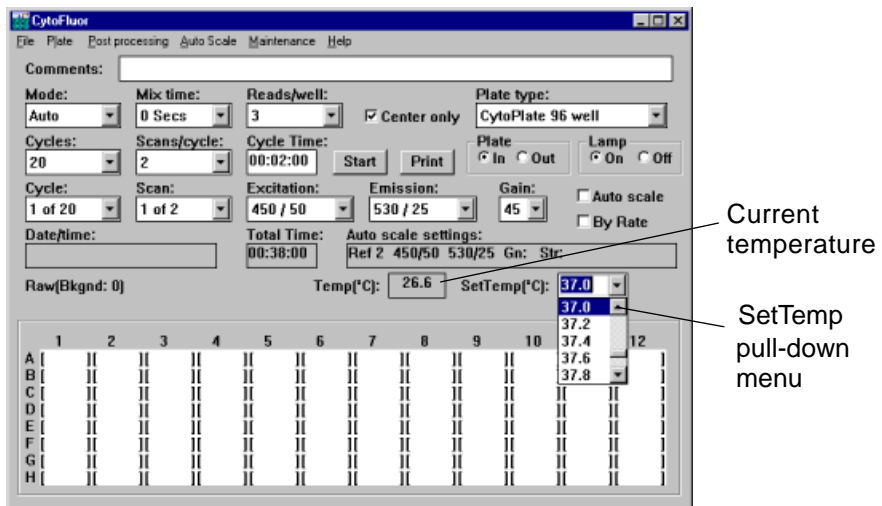 CytoFluor
File Plate Post processing Auto Scale Maintenance Help
Comments:
Mode: Mix time: Reads/well: Plate type:
Auto 0 Secs 3 Center only CytoPlate 96 well
Cycles: Scans/cycle: Cycle Time: Plate Lamp
20 2 00:02:00 Start Print In Out On Off
Cycle: Scan: Excitation: Emission: Gain: Auto scale
1 of 20 1 of 2 450 / 50 530 / 25 45 By Rate
Date/time: Total Time: Auto scale settings:
00:38:00 Ref 2 450/50 530/25 Gn: Str:
Raw(Bkgnd: 0) Temp(°C): 26.6 SetTemp(°C): 37.0
37.0
37.2
37.4
37.6
37.8
1 2 3 4 5 6 7 8 9 10 12
A [ ][ ][ ][ ][ ][ ][ ][ ][ ][ ][ ][ ]
B [ ][ ][ ][ ][ ][ ][ ][ ][ ][ ][ ][ ]
C [ ][ ][ ][ ][ ][ ][ ][ ][ ][ ][ ][ ]
D [ ][ ][ ][ ][ ][ ][ ][ ][ ][ ][ ][ ]
E [ ][ ][ ][ ][ ][ ][ ][ ][ ][ ][ ][ ]
F [ ][ ][ ][ ][ ][ ][ ][ ][ ][ ][ ][ ]
G [ ][ ][ ][ ][ ][ ][ ][ ][ ][ ][ ][ ]
H [ ][ ][ ][ ][ ][ ][ ][ ][ ][ ][ ][ ]
Current
temperature
SetTemp
pull-down
menu